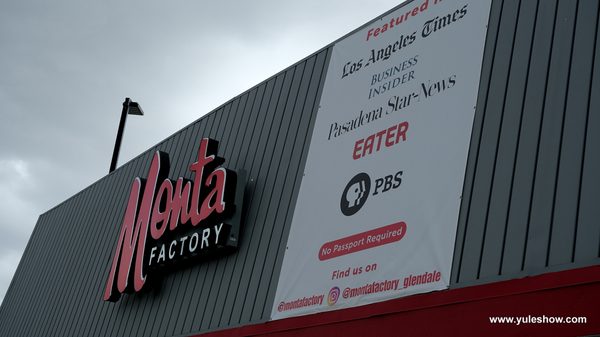 Monta
FACTORY
Featured
Los Angeles Times
BUSINESS
INSIDER
Pasadena Star-News
EATER
PBS
No Passport Required
Find us on
@montafactory @montafactory_glendale
www.yuleshow.com